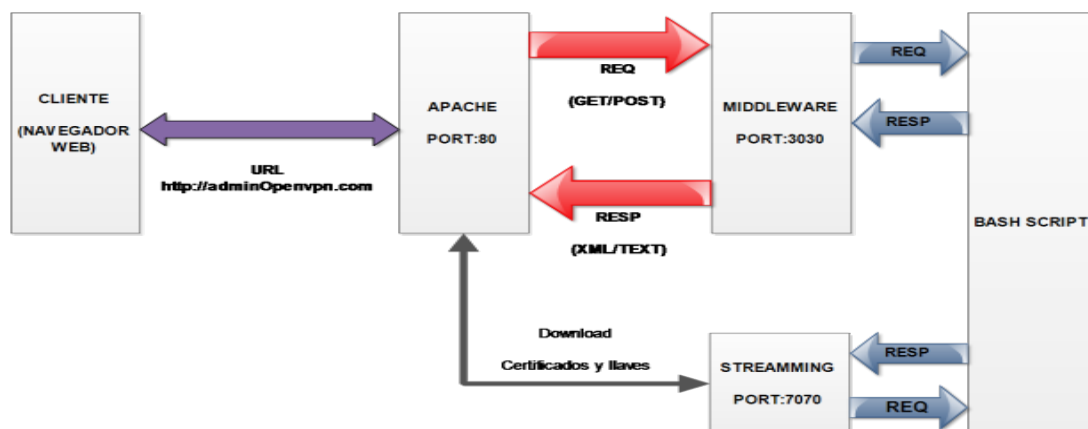 CLIENTE
(NAVEGADOR
WEB)
URL
http://adminOpenvpn.com
APACHE
PORT:80
REQ
(GET/POST)
RESP
(XML/TEXT)
MIDDLEWARE
PORT:3030
REQ
RESP
BASH SCRIPT
Download
Certificados y llaves
STREAMMING
PORT:7070
RESP
REQ